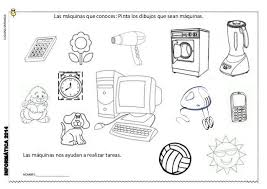 Las máquinas que conoces: Pinta los dibujos que sean máquinas.
Las máquinas nos ayudan a realizar tareas.
NOMBRE:
INFORMÁTICA 2014